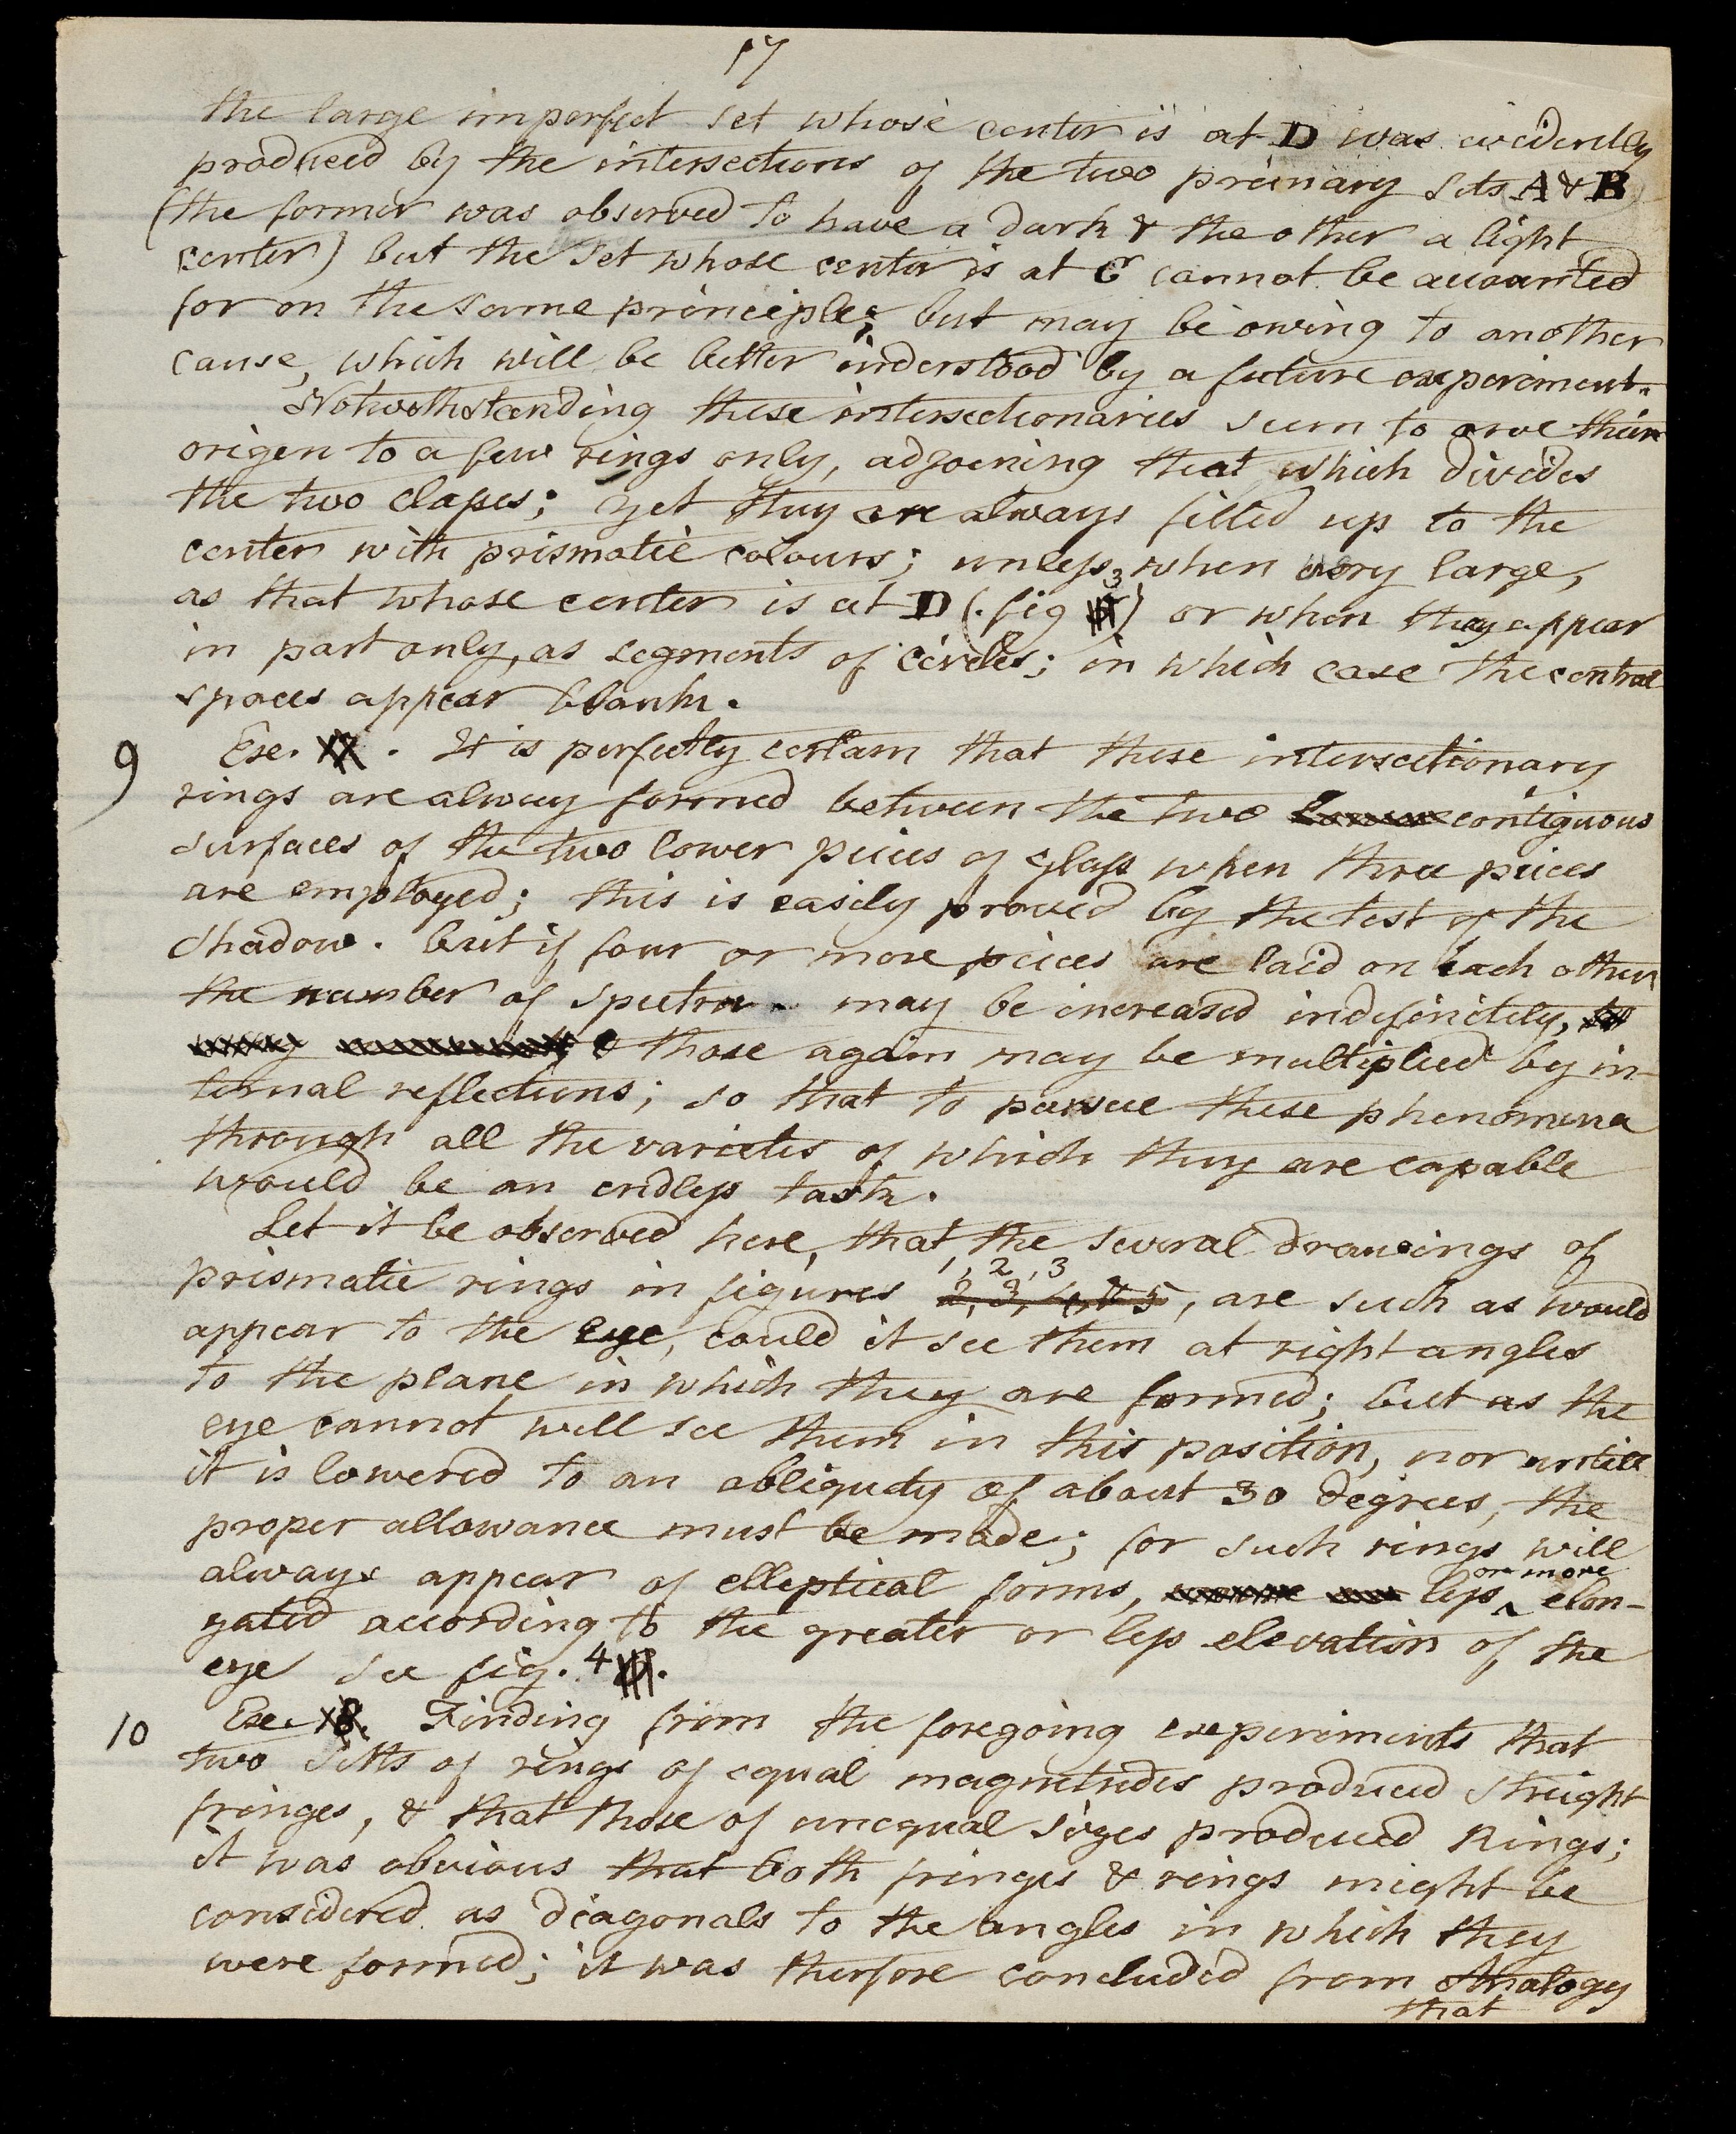 17
the large imperfect set whose center is at D was evidently
produced by the intersections of the two primary sets A & B
(the former was observed to have a dark & the other a light
center) but the set whose center is at C cannot be accounted
for on the same principles; but may be owing to another
cause, which will be better understood by a future experiment.
Notwithstanding these intersectionaries seem to owe their
origen to a few rings only, adjoining that which divides
the two classes; yet they are always filled up to the
center with prismatic colours; unless when very large,
as that whose center is at D (fig 3) or when they appear
in part only, as segments of circles; in which case the central
spaces appear blank.
9 Exe. . It is perfectly certain that these intersectionary
rings are alway formed between the two contiguous
surfaces of the two lower pieces of glass when three pieces
are employed; this is easily proved by the test of the
shadow. but if four or more peices are laid on each other
the number of spectra may be increased indefinitely,
& those again may be multiplied by in-
ternal reflections; so that to pursue these phenomena
through all the varieties of which they are capable
would be an endless task.
Let it be observed here, that the several drawings of
1, 2, 3
prismatic rings in figures 2, 3, 4, & 5, are such as would
appear to the eye, could it see them at right angles
to the plane in which they are formed; but as the
eye cannot well see them in this position, nor untill
it is lowered to an obliquity of about 30 degrees, the
proper allowance must be made; for such rings will
always appear of elliptical forms, less or more elon-
gated according to the greater or less elevation of the
eye see fig. 4.
10 Exe. 18. Finding from the foregoing experiments that
two setts of rings of equal magnitudes produced streight
fringes, & that those of unequal sizes produced Rings;
it was obvious that both fringes & rings might be
considered as diagonals to the angles in which they
were formed; it was therfore concluded from Analogy
that